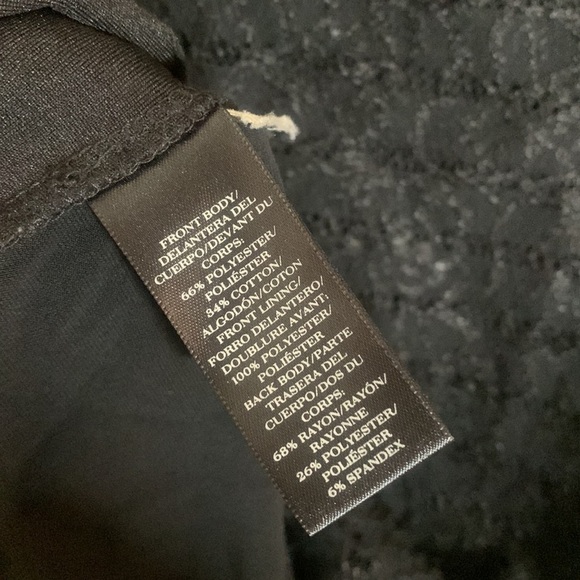 FRONT BODY/
DELANTERA DEL
CUERPO/DEVANT DU
CORPS:
66% POLYESTER/
POLIÉSTER
34% COTTON/
ALGODÓN/COTON
FRONT LINING/
FORRO DELANTERO/
DOUBLURE AVANT:
100% POLYESTER/
POLIÉSTER
BACK BODY/PARTE
TRASERA DEL
CUERPO/DOS DU
CORPS:
68% RAYON/RAYÓN/
RAYONNE
26% POLYESTER/
POLIÉSTER
6% SPANDEX